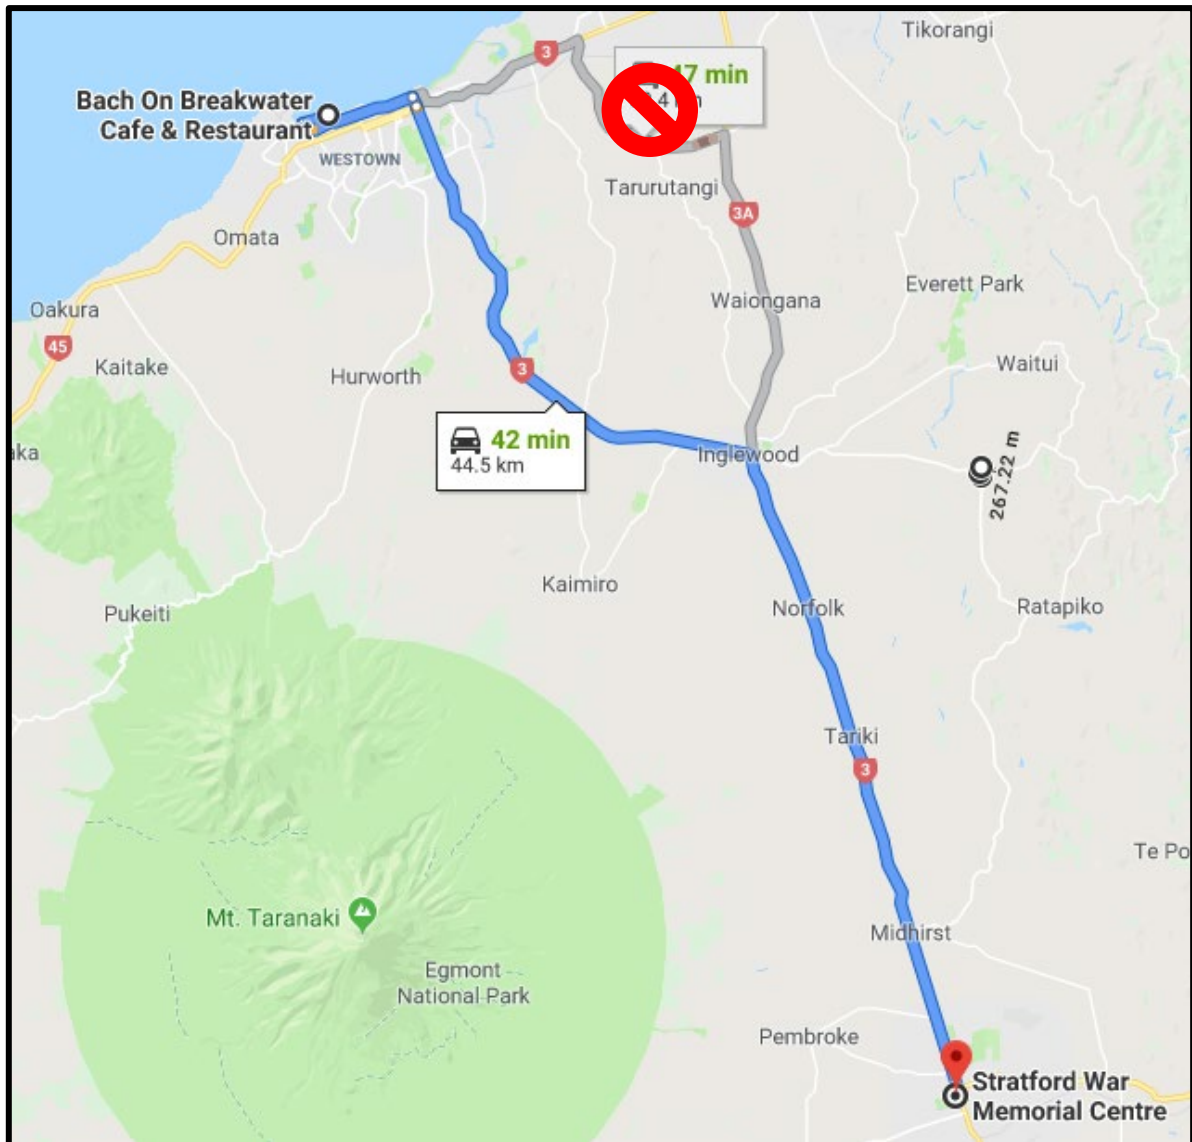 Tikorangi
3
47 min
Bach On Breakwater
Cafe & Restaurant
WESTOWN
Tarurutangi
3A
Omata
Everett Park
Waiongana
Oakura
45
Kaitake
Waitui
3
Hurworth
42 min
44.5 km
aka
Inglewood
267.22 m
Kaimiro
Norfolk
Ratapiko
Pukeiti
Tariki
3
Te Po
Mt. Taranaki
Midhirst
Egmont
National Park
Pembroke
Stratford War
Memorial Centre